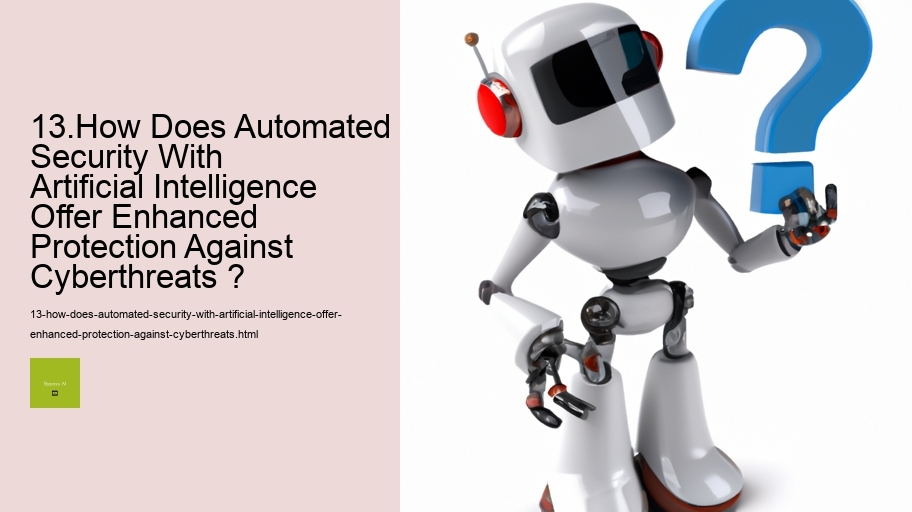 13.How Does Automated
Security With
Artificial Intelligence
Offer Enhanced
Protection Against
Cyberthreats ?
13-how-does-automated-security-with-artificial-intelligence-offer-
enhanced-protection-against-cyberthreats.html